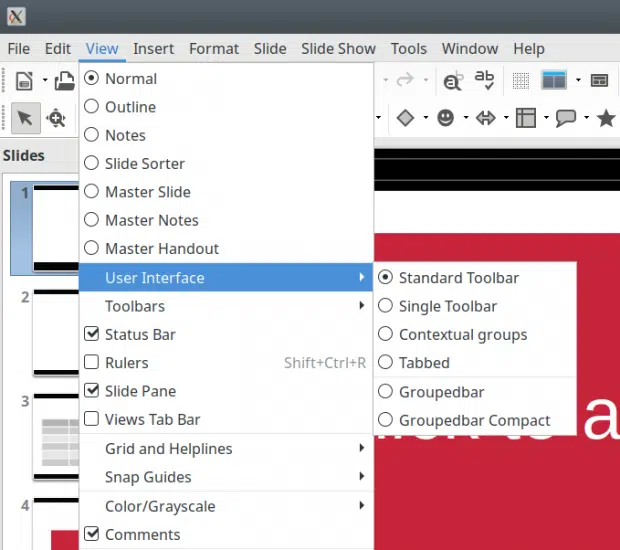 File Edit View Insert Format Slide Slide Show Tools Window Help
Normal
Outline
Notes
Slide Sorter
Master Slide
Master Notes
Master Handout
User Interface
Toolbars
Status Bar
Rulers Shift+Ctrl+R
Slide Pane
Views Tab Bar
Grid and Helplines
Snap Guides
Color/Grayscale
Comments
Standard Toolbar
Single Toolbar
Contextual groups
Tabbed
Groupedbar
Groupedbar Compact
Slides
1
2
3
4
to a